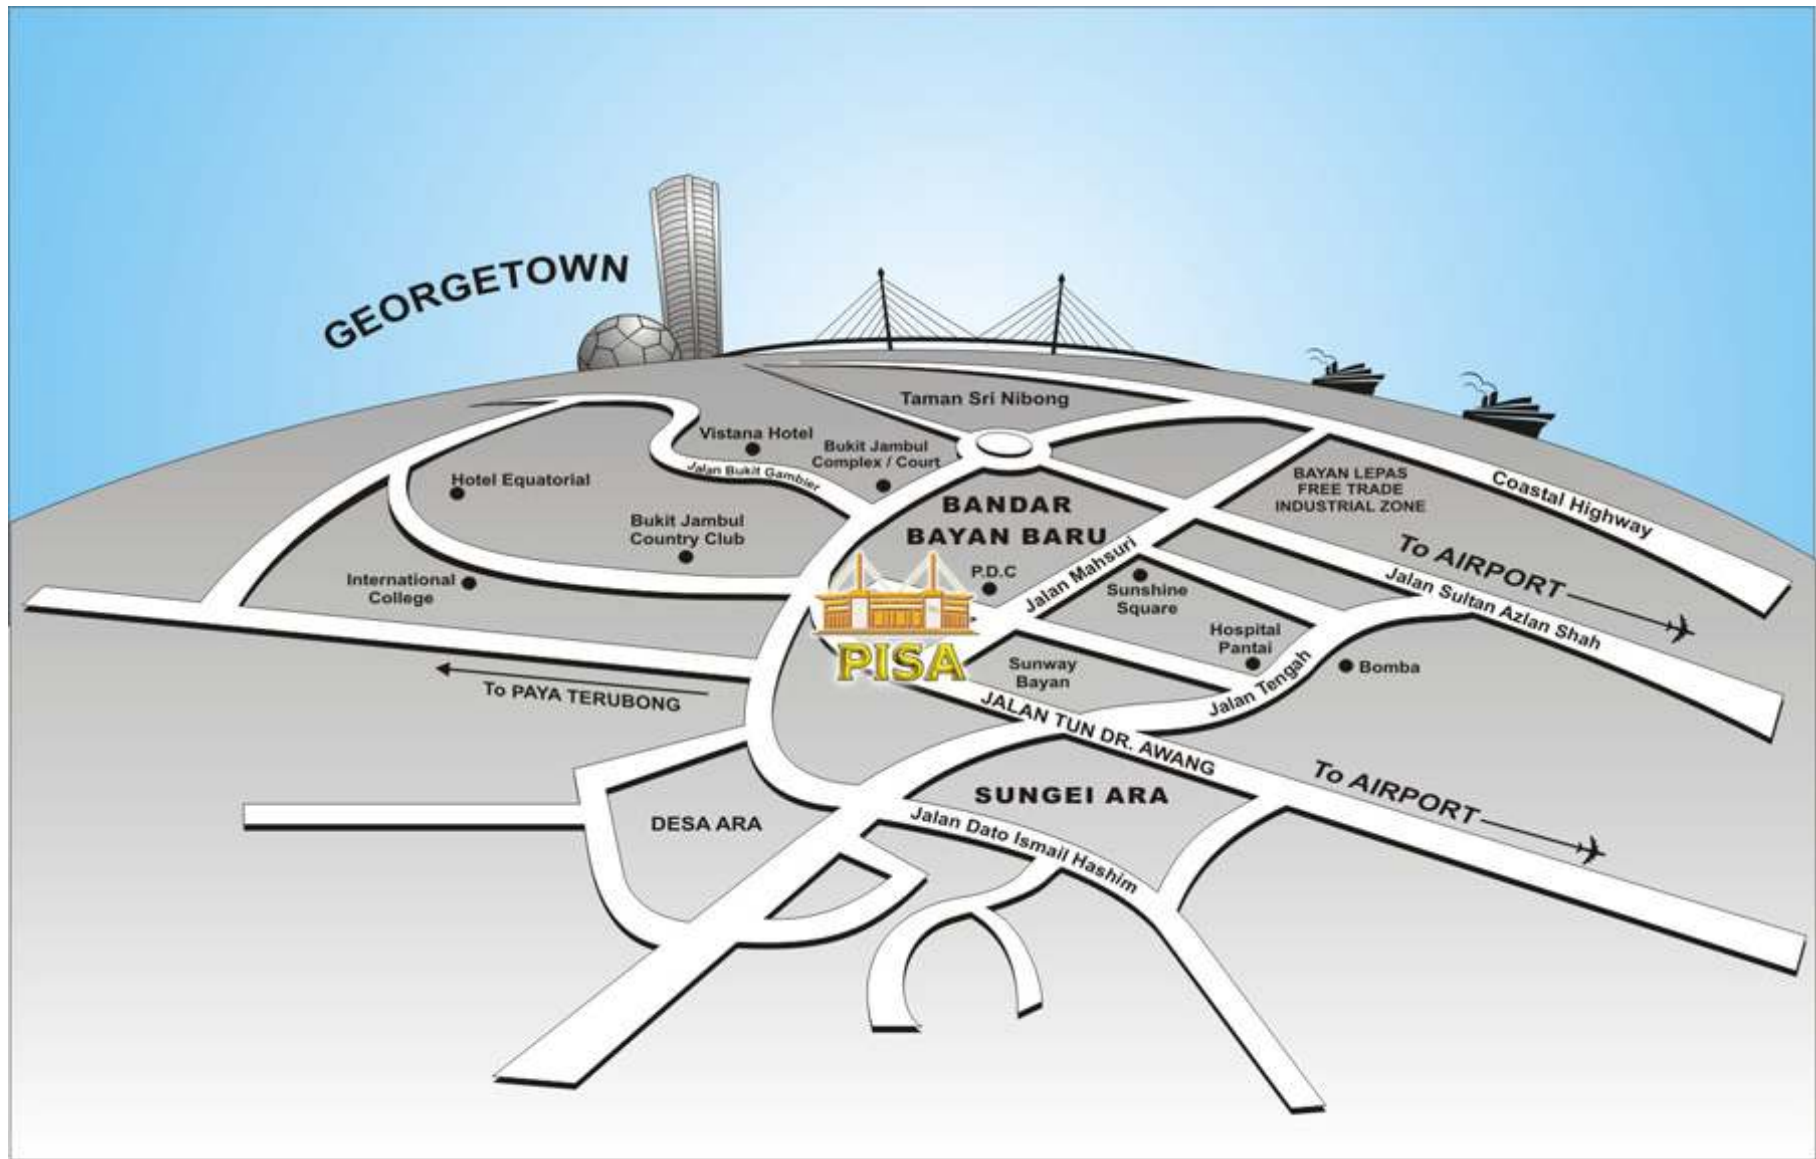 GEORGETOWN
Taman Sri Nibong
Vistana Hotel
Bukit Jambul
Complex / Court
Jalan Bukit Gambier
Hotel Equatorial
BAYAN LEPAS
FREE TRADE
INDUSTRIAL ZONE
Coastal Highway
BANDAR
BAYAN BARU
Bukit Jambul
Country Club
To AIRPORT
Jalan Sultan Azlan Shah
International
College
P.D.C
Jalan Mahsuri
Sunshine
Square
Hospital
Pantai
PISA
Sunway
Bayan
Jalan Tengah
Bomba
To PAYA TERUBONG
JALAN TUN DR. AWANG
To AIRPORT
SUNGEI ARA
DESA ARA
Jalan Dato Ismail Hashim